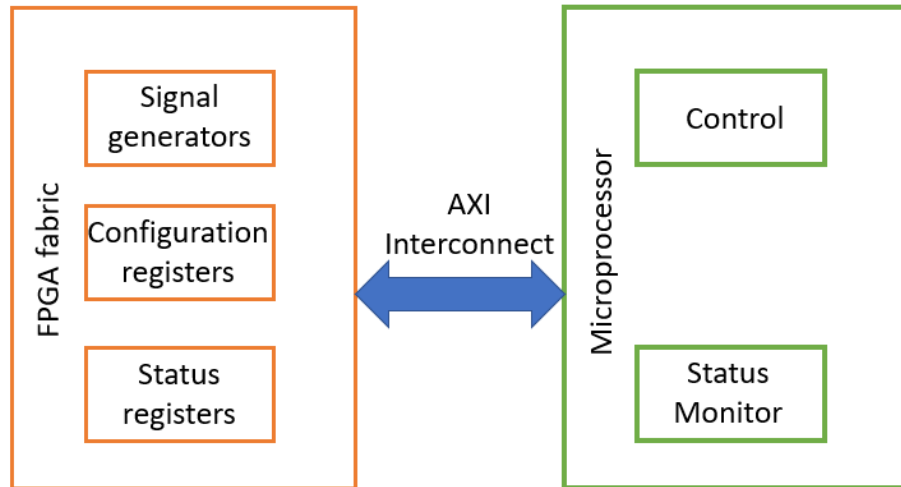 FPGA fabric
Signal
generators
Configuration
registers
Status
registers
AXI
Interconnect
Microprocessor
Control
Status
Monitor